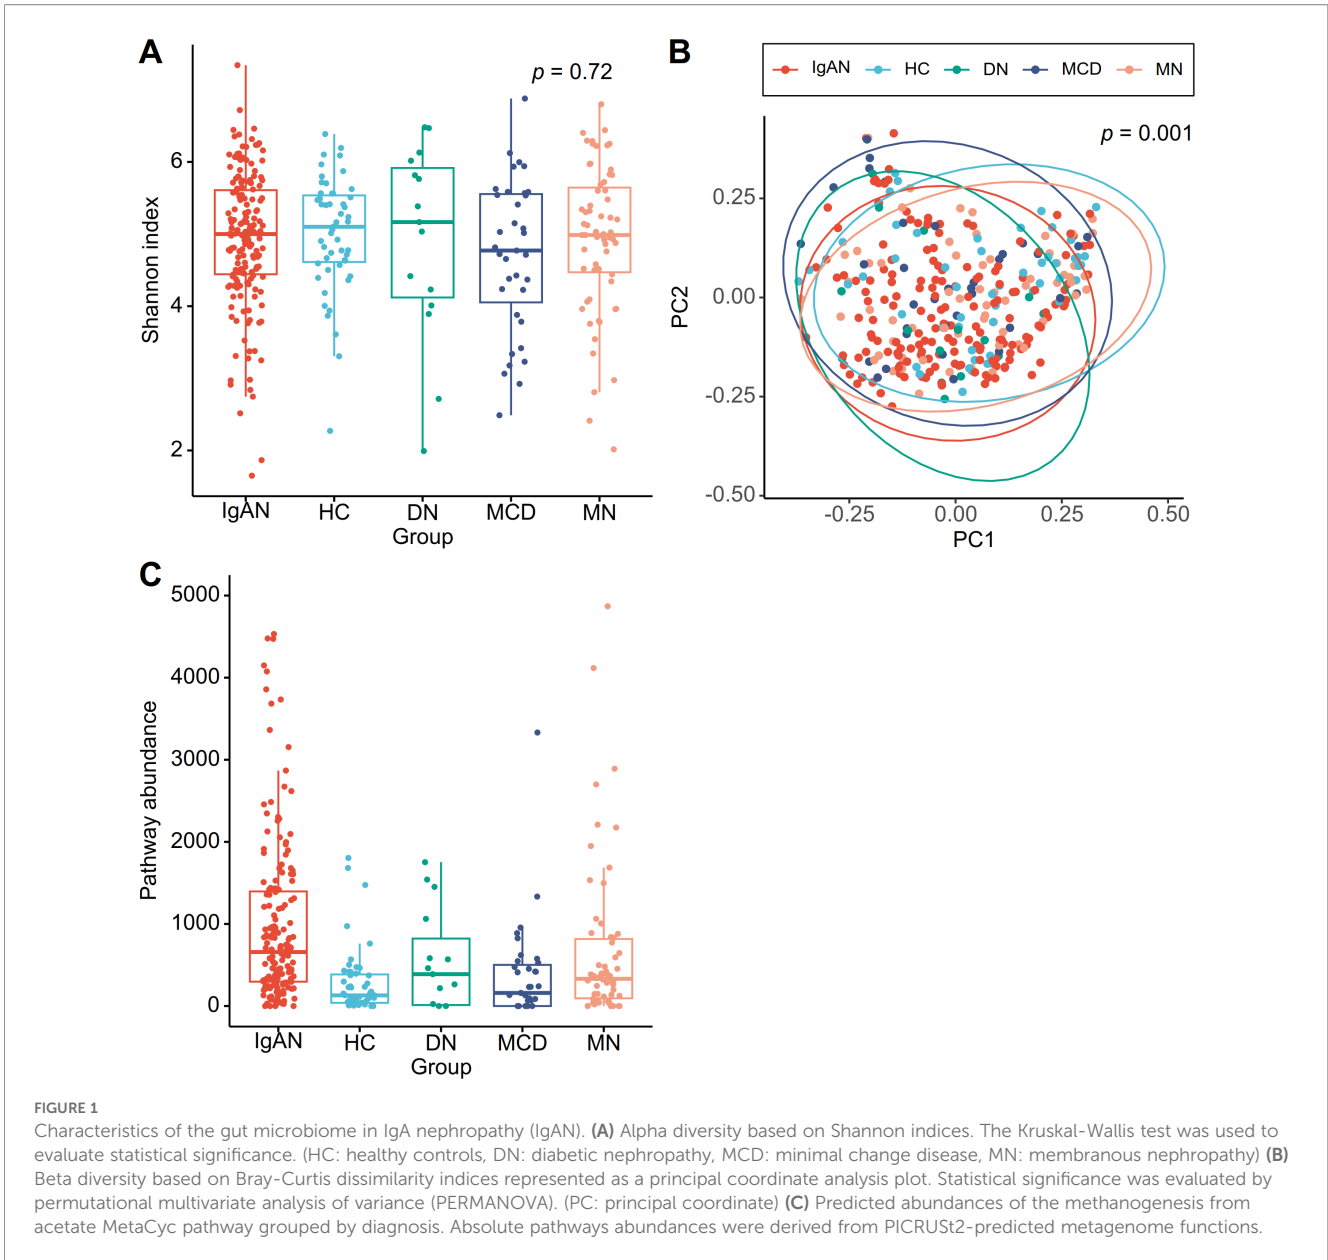 A
p = 0.72
6
4
2
Shannon index
IgAN HC DN MCD MN
Group
B
IgAN HC DN MCD MN
p = 0.001
0.25
0.00
-0.25
-0.50
PC2
-0.25 0.00 0.25 0.50
PC1
C
5000
4000
3000
2000
1000
0
Pathway abundance
IgAN HC DN MCD MN
Group
FIGURE 1
Characteristics of the gut microbiome in IgA nephropathy (IgAN). (A) Alpha diversity based on Shannon indices. The Kruskal-Wallis test was used to
evaluate statistical significance. (HC: healthy controls, DN: diabetic nephropathy, MCD: minimal change disease, MN: membranous nephropathy) (B)
Beta diversity based on Bray-Curtis dissimilarity indices represented as a principal coordinate analysis plot. Statistical significance was evaluated by
permutational multivariate analysis of variance (PERMANOVA). (PC: principal coordinate) (C) Predicted abundances of the methanogenesis from
acetate MetaCyc pathway grouped by diagnosis. Absolute pathways abundances were derived from PICRUSt2-predicted metagenome functions.